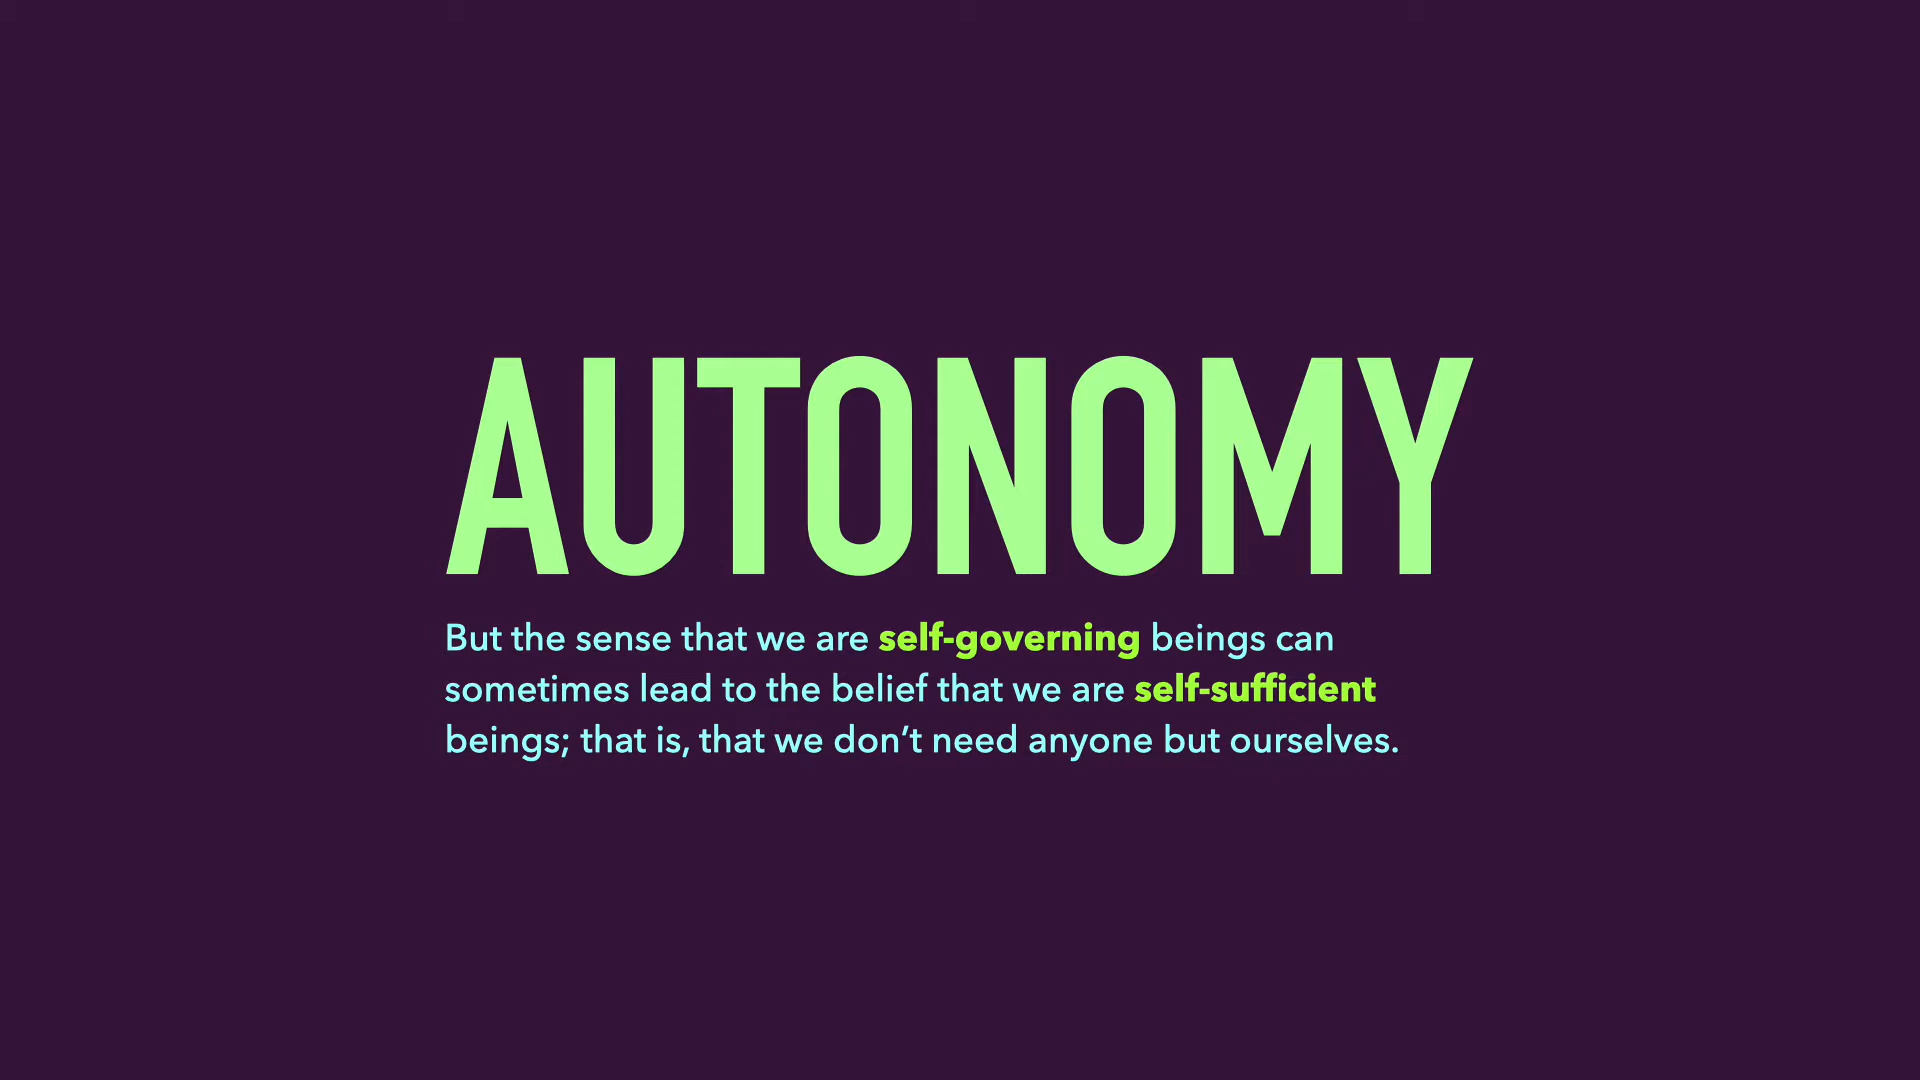 AUTONOMY
But the sense that we are self-governing beings can
sometimes lead to the belief that we are self-sufficient
beings; that is, that we don’t need anyone but ourselves.